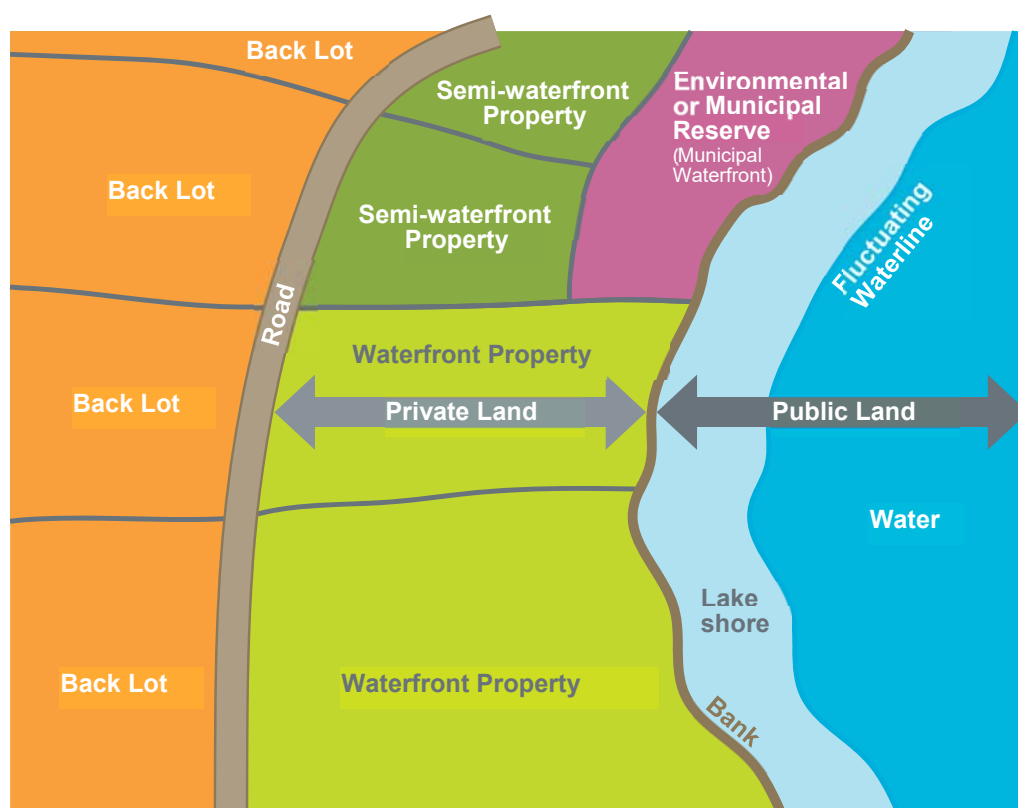 Back Lot
Semi-waterfront
Property
Environmental
or Municipal
Reserve
(Municipal
Waterfront)
Back Lot
Semi-waterfront
Property
Fluctuating
Waterline
Road
Waterfront Property
Back Lot
Private Land
Public Land
Water
Lake
shore
Back Lot
Waterfront Property
Bank